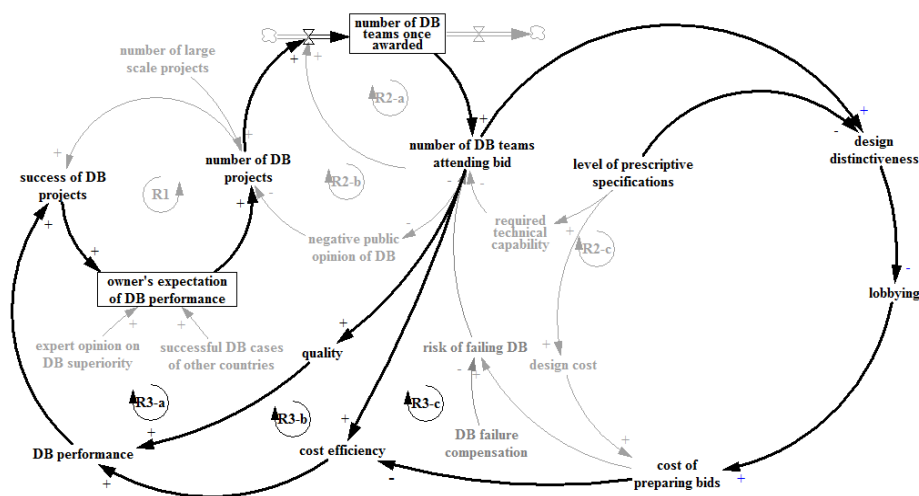 number of DB
teams once
awarded
number of large
scale projects
+
+
+
R2-a
+
+
-
+
design
distinctiveness
+
+
number of DB
projects
number of DB teams
attending bid
level of prescriptive
specifications
success of DB
projects
R1
R2-b
+
-
-
-
-
+
+
required
technical
capability
+
R2-c
+
-
negative public
opinion of DB
-
owner's expectation
of DB performance
lobbying
+
+
+
expert opinion on
DB superiority
successful DB cases
of other countries
quality
risk of failing DB
+
design cost
-
+
R3-a
R3-b
R3-c
+
+
DB failure
compensation
+
DB performance
cost efficiency
cost of
preparing bids
+
-
+